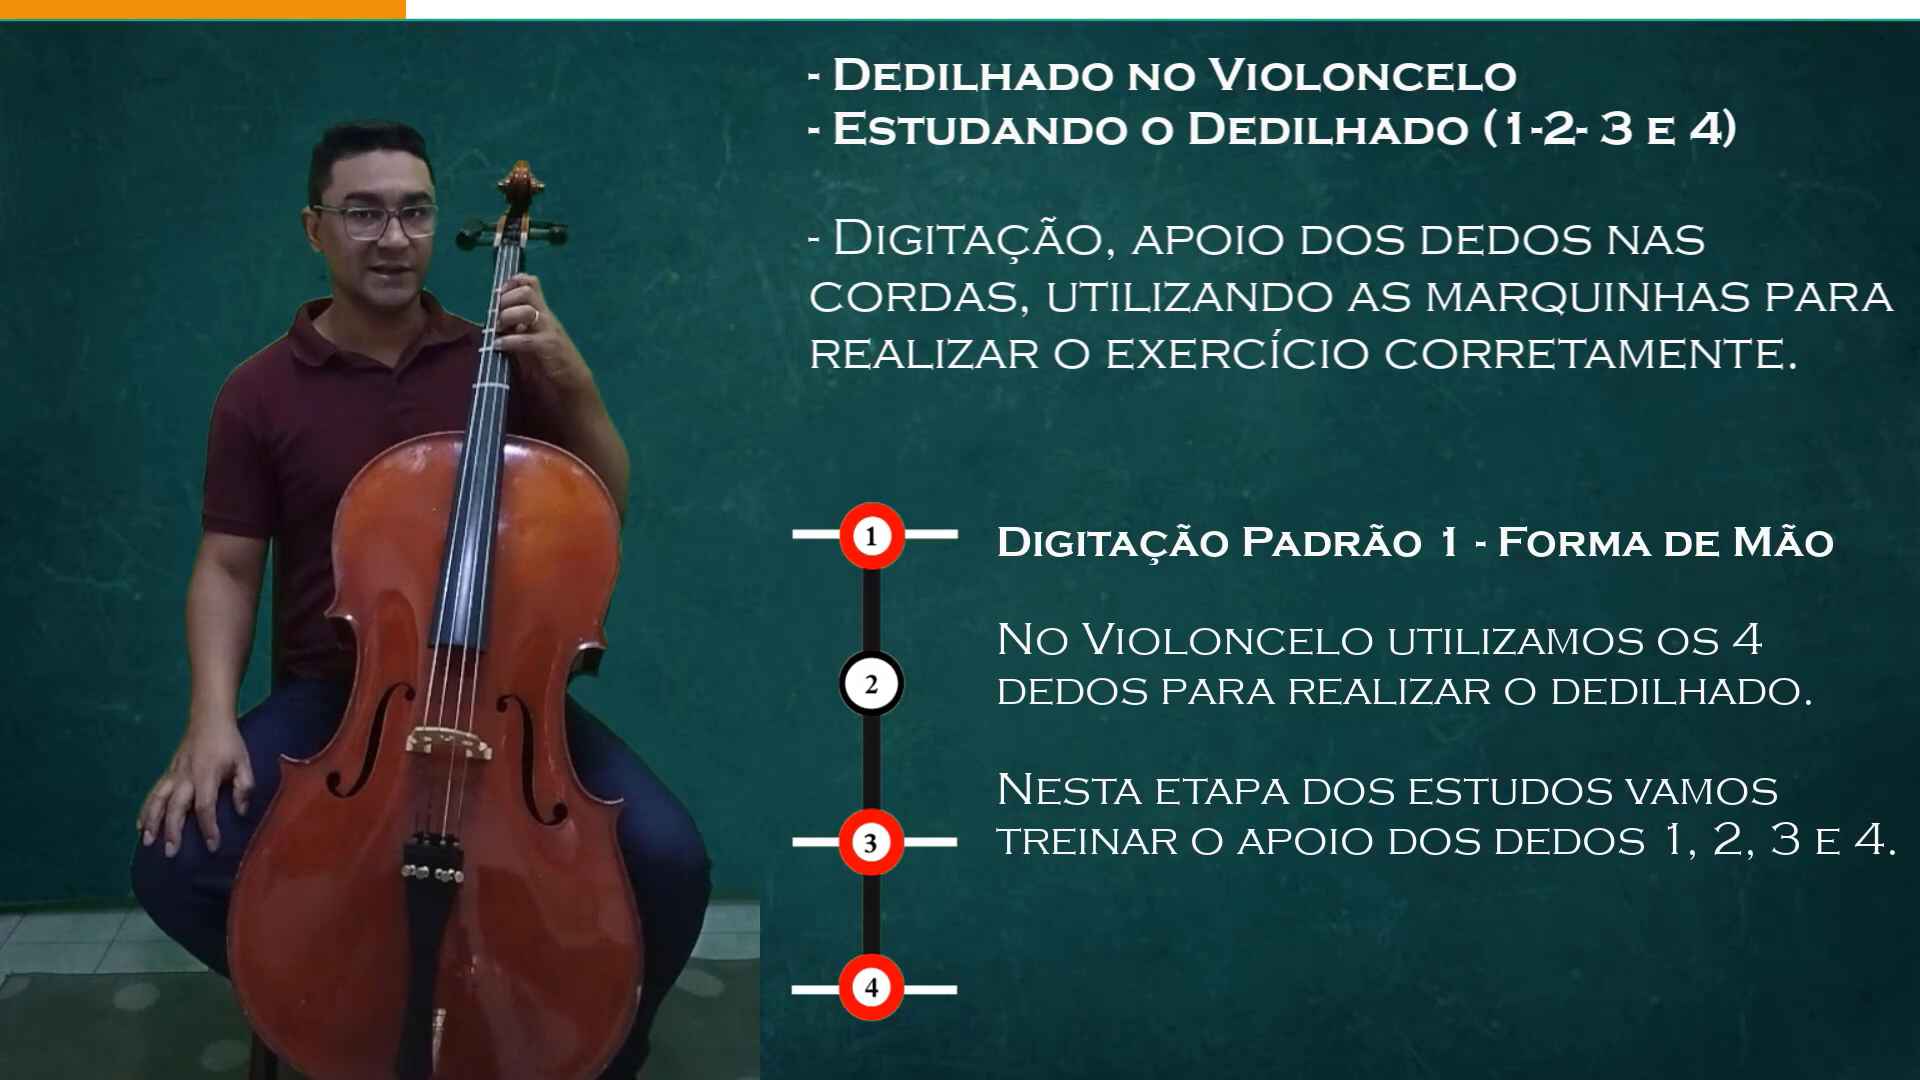 - Dedilhado no Violoncelo
- Estudando o Dedilhado (1-2- 3 e 4)
- Digitação, apoio dos dedos nas
cordas, utilizando as marquinhas para
realizar o exercício corretamente.
1
Digitação Padrão 1 - Forma de Mão
No Violoncelo utilizamos os 4
dedos para realizar o dedilhado.
2
Nesta etapa dos estudos vamos
treinar o apoio dos dedos 1, 2, 3 e 4.
3
4